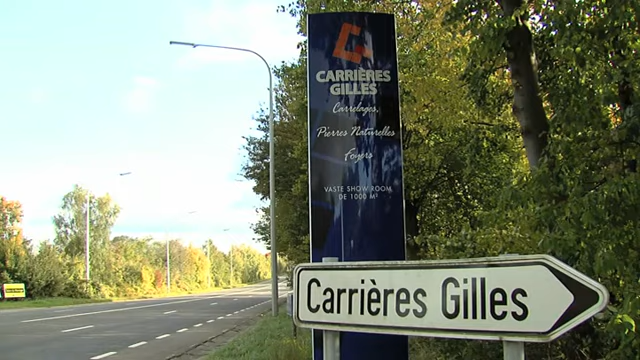 CARRIÈRES
GILLES
Carrelages,
Pierres Naturelles
Foyers
VASTE SHOW ROOM
DE 1000 M²
Carrières Gilles